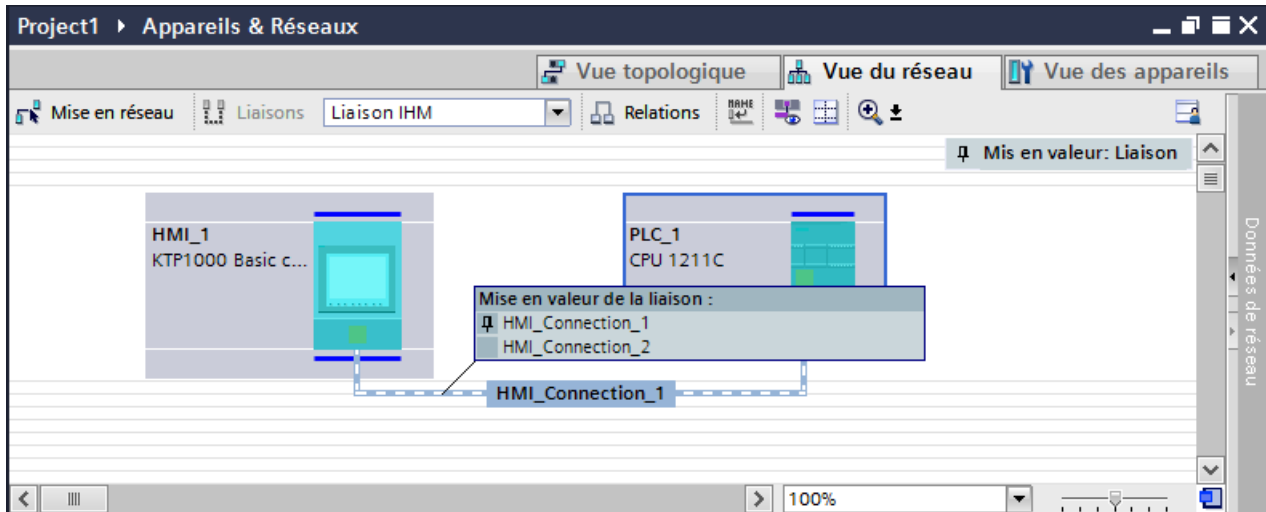 Project1 ▸ Appareils & Réseaux
Vue topologique
Vue du réseau
Vue des appareils
Mise en réseau
Liaisons
Liaison IHM
Relations
NAME
Mis en valeur: Liaison
HMI_1
KTP1000 Basic c...
PLC_1
CPU 1211C
Mise en valeur de la liaison :
HMI_Connection_1
HMI_Connection_2
HMI_Connection_1
Données de réseau
100%